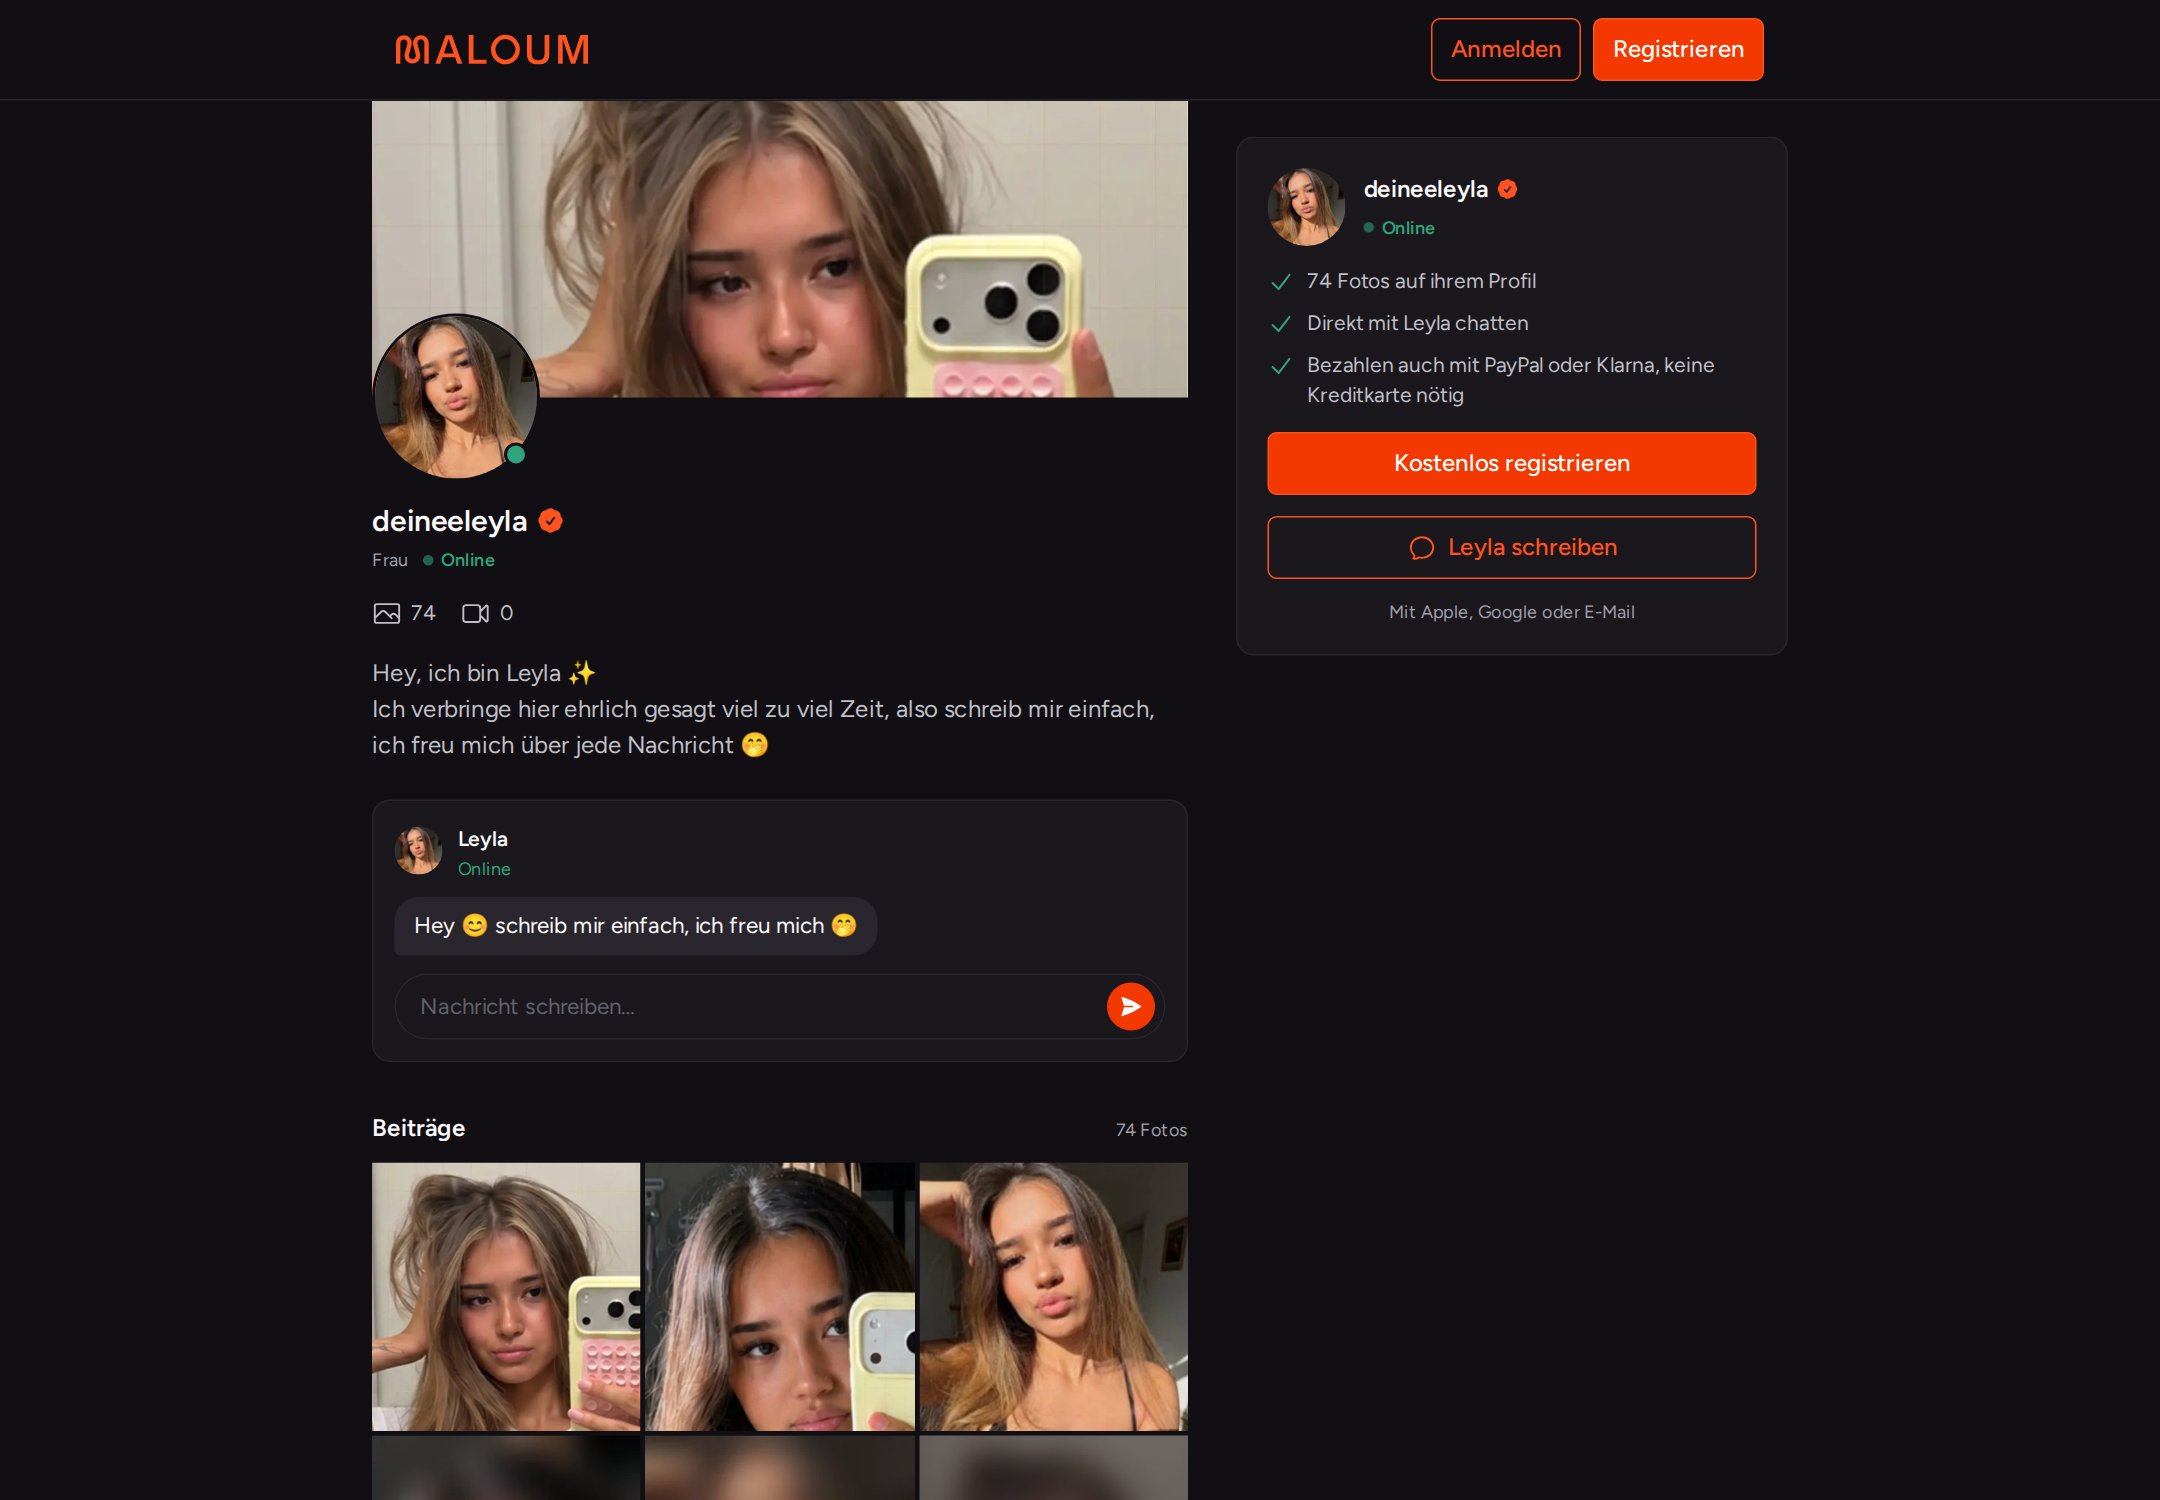 MALOUM
Anmelden
Registrieren
deineeleyla
Frau Online
74 0
Hey, ich bin Leyla ✨
Ich verbringe hier ehrlich gesagt viel zu viel Zeit, also schreib mir einfach,
ich freu mich über jede Nachricht 🤭
Leyla
Online
Hey 😊 schreib mir einfach, ich freu mich 🤭
Nachricht schreiben...
Beiträge
74 Fotos
deineeleyla
Online
74 Fotos auf ihrem Profil
Direkt mit Leyla chatten
Bezahlen auch mit PayPal oder Klarna, keine
Kreditkarte nötig
Kostenlos registrieren
Leyla schreiben
Mit Apple, Google oder E-Mail